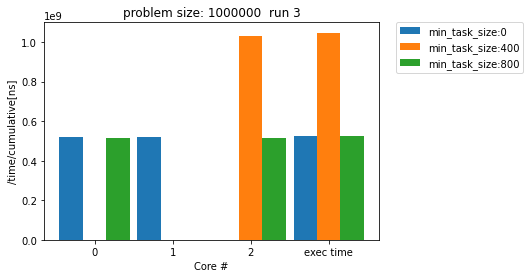 problem size: 1000000  run 3
1e9
1.0
0.8
0.6
0.4
0.2
0.0
/time/cumulative[ns]
0
1
2
exec time
Core #
min_task_size:0
min_task_size:400
min_task_size:800